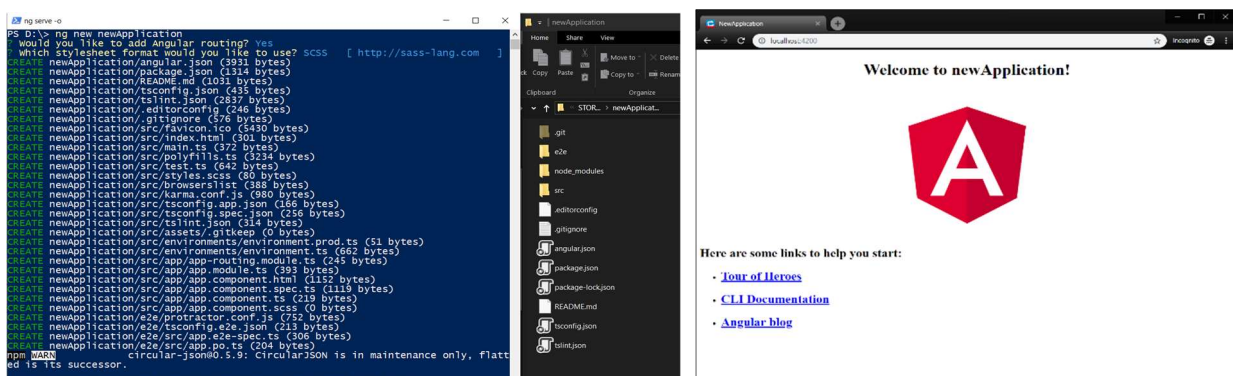 ng serve -o
PS D:\> ng new newApplication
? Would you like to add Angular routing? Yes
? Which stylesheet format would you like to use? SCSS [ http://sass-lang.com ]
CREATE newApplication/angular.json (3931 bytes)
CREATE newApplication/package.json (1314 bytes)
CREATE newApplication/README.md (1031 bytes)
CREATE newApplication/tsconfig.json (435 bytes)
CREATE newApplication/tslint.json (2837 bytes)
CREATE newApplication/.editorconfig (246 bytes)
CREATE newApplication/.gitignore (576 bytes)
CREATE newApplication/src/favicon.ico (5430 bytes)
CREATE newApplication/src/index.html (301 bytes)
CREATE newApplication/src/main.ts (372 bytes)
CREATE newApplication/src/polyfills.ts (3234 bytes)
CREATE newApplication/src/test.ts (642 bytes)
CREATE newApplication/src/styles.scss (80 bytes)
CREATE newApplication/src/browserslist (388 bytes)
CREATE newApplication/src/karma.conf.js (980 bytes)
CREATE newApplication/src/tsconfig.app.json (166 bytes)
CREATE newApplication/src/tsconfig.spec.json (256 bytes)
CREATE newApplication/src/tslint.json (314 bytes)
CREATE newApplication/src/assets/.gitkeep (0 bytes)
CREATE newApplication/src/environments/environment.prod.ts (51 bytes)
CREATE newApplication/src/environments/environment.ts (662 bytes)
CREATE newApplication/src/app/app-routing.module.ts (245 bytes)
CREATE newApplication/src/app/app.module.ts (393 bytes)
CREATE newApplication/src/app/app.component.html (1152 bytes)
CREATE newApplication/src/app/app.component.spec.ts (1119 bytes)
CREATE newApplication/src/app/app.component.ts (219 bytes)
CREATE newApplication/src/app/app.component.scss (0 bytes)
CREATE newApplication/e2e/protractor.conf.js (752 bytes)
CREATE newApplication/e2e/tsconfig.e2e.json (213 bytes)
CREATE newApplication/e2e/src/app.e2e-spec.ts (306 bytes)
CREATE newApplication/e2e/src/app.po.ts (204 bytes)
npm WARN circular-json@0.5.9: CircularJSON is in maintenance only, flatt
ed is its successor.
newApplication
Home Share View
Move to Delete
Copy Paste Copy to Renam
Clipboard Organize
STOR... > newApplicat...
.git
e2e
node_modules
src
.editorconfig
.gitignore
angular.json
package.json
package-lock.json
README.md
tsconfig.json
tslint.json
NewApplication
localhost:4200
Incognito
Welcome to newApplication!
A
Here are some links to help you start:
Tour of Heroes
CLI Documentation
Angular blog